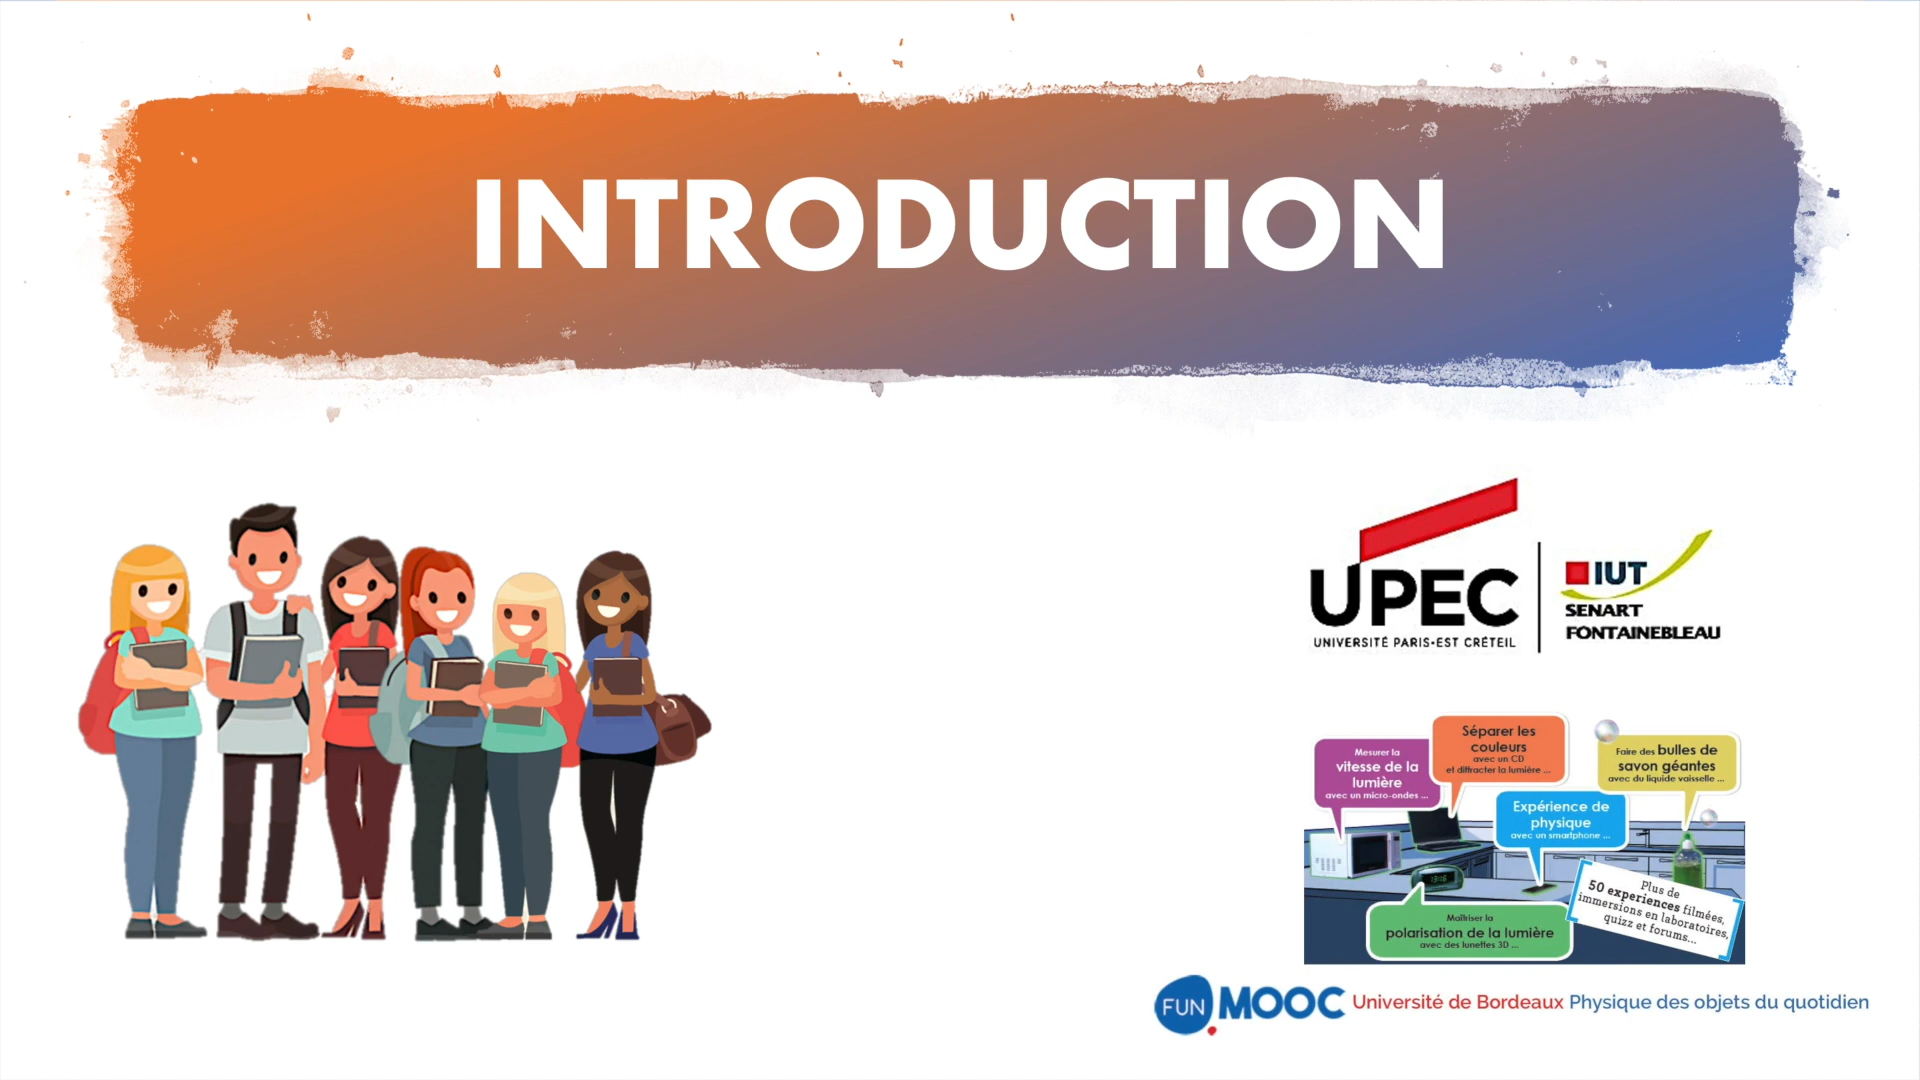 INTRODUCTION
UPEC
UNIVERSITÉ PARIS-EST CRÉTEIL
IUT
SENART
FONTAINEBLEAU
Mesurer la
vitesse de la
lumière
avec un micro-ondes ...
Séparer les
couleurs
avec un CD
et diffracter la lumière ...
Faire des bulles de
savon géantes
avec du liquide vaisselle ...
Expérience de
physique
avec un smartphone ...
13:16
Maîtriser la
polarisation de la lumière
avec des lunettes 3D ...
Plus de
50 experiences filmées,
immersions en laboratoires,
quizz et forums...
FUN MOOC Université de Bordeaux Physique des objets du quotidien